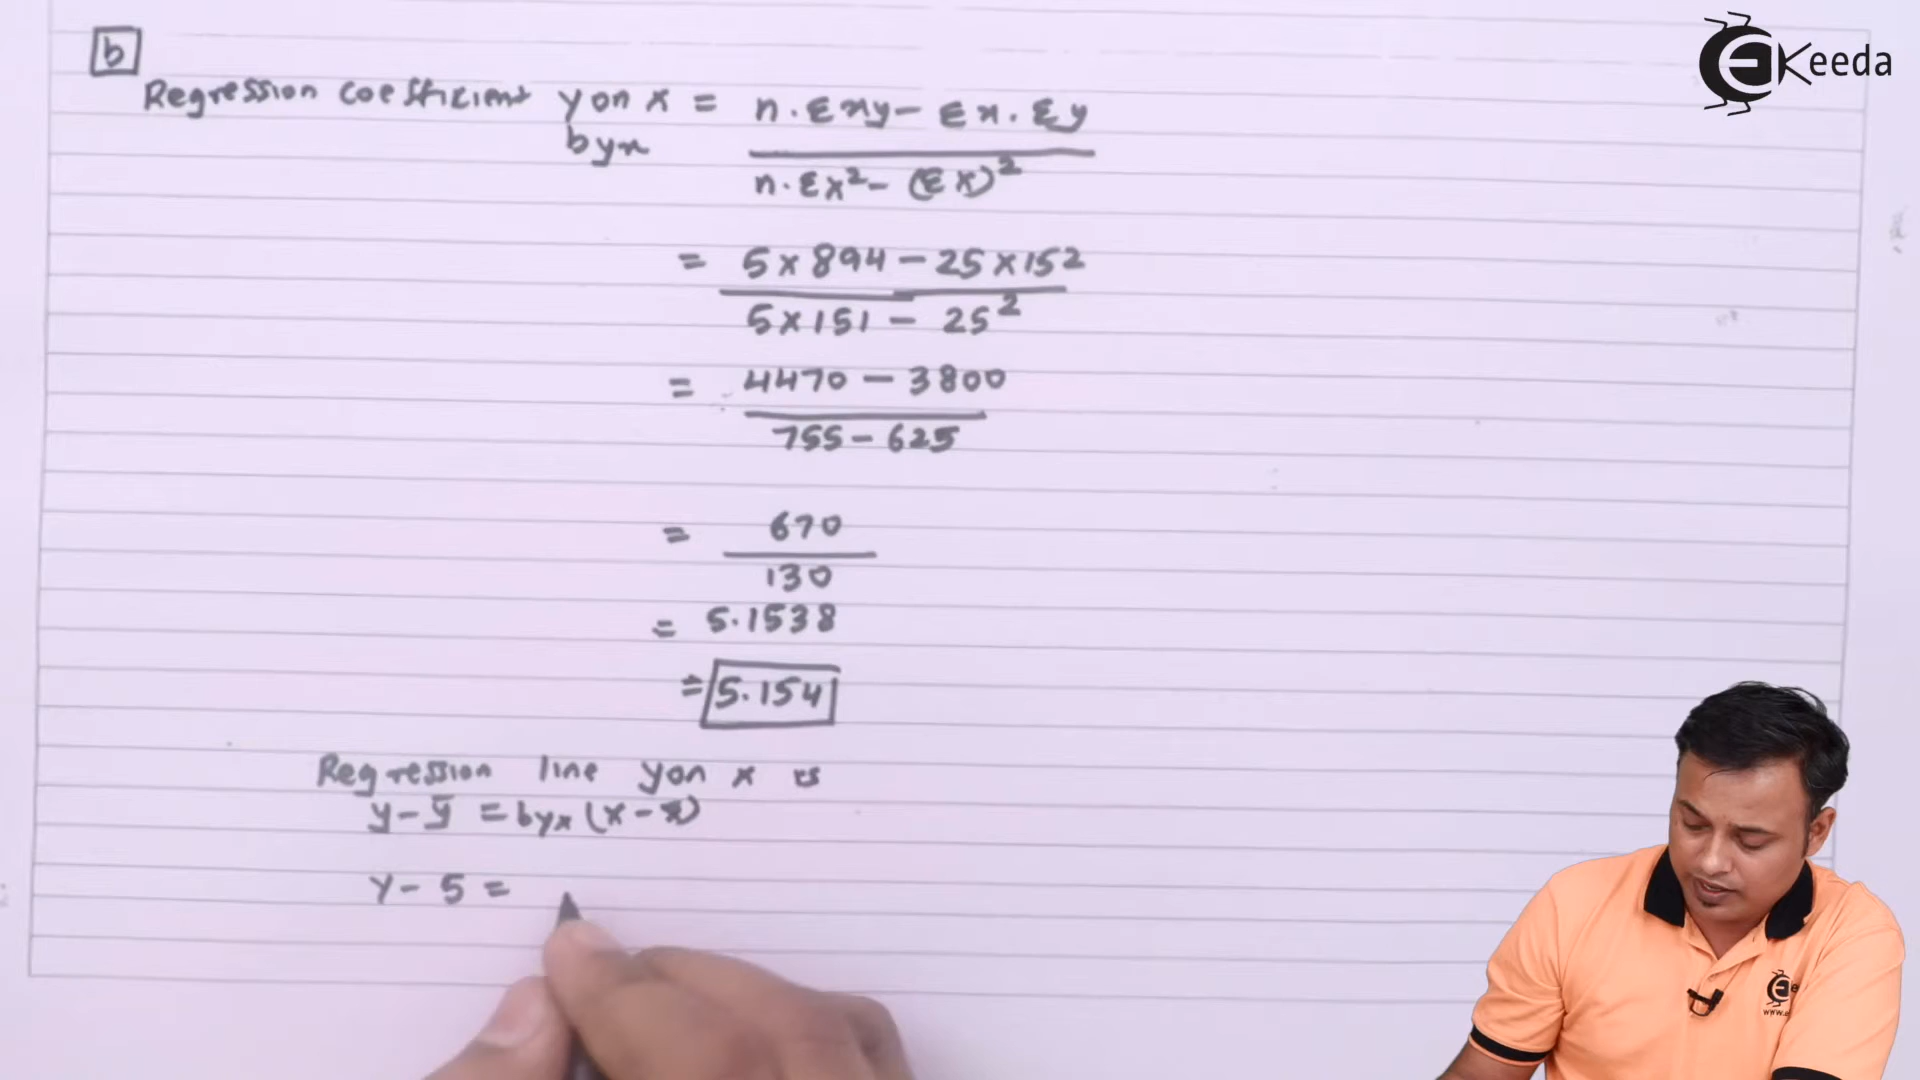 b
EKeeda
Regression coefficient y on x = n . Σxy - Σx . Σy
byx
n . Σx² - (Σx)²
= 5 x 894 - 25 x 152
5 x 151 - 25²
= 4470 - 3800
755 - 625
= 670
130
= 5.1538
= 5.154
Regression line y on x is
y - ȳ = byx (x - x̄)
y - 5 =